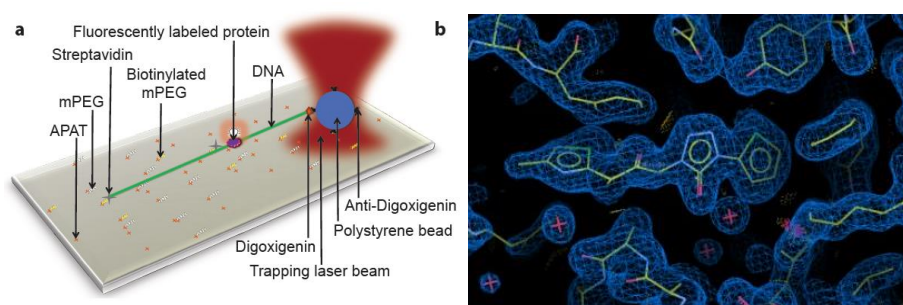 a
Fluorescently labeled protein
Streptavidin
Biotinylated
mPEG
DNA
mPEG
APAT
Anti-Digoxigenin
Digoxigenin
Polystyrene bead
Trapping laser beam
b